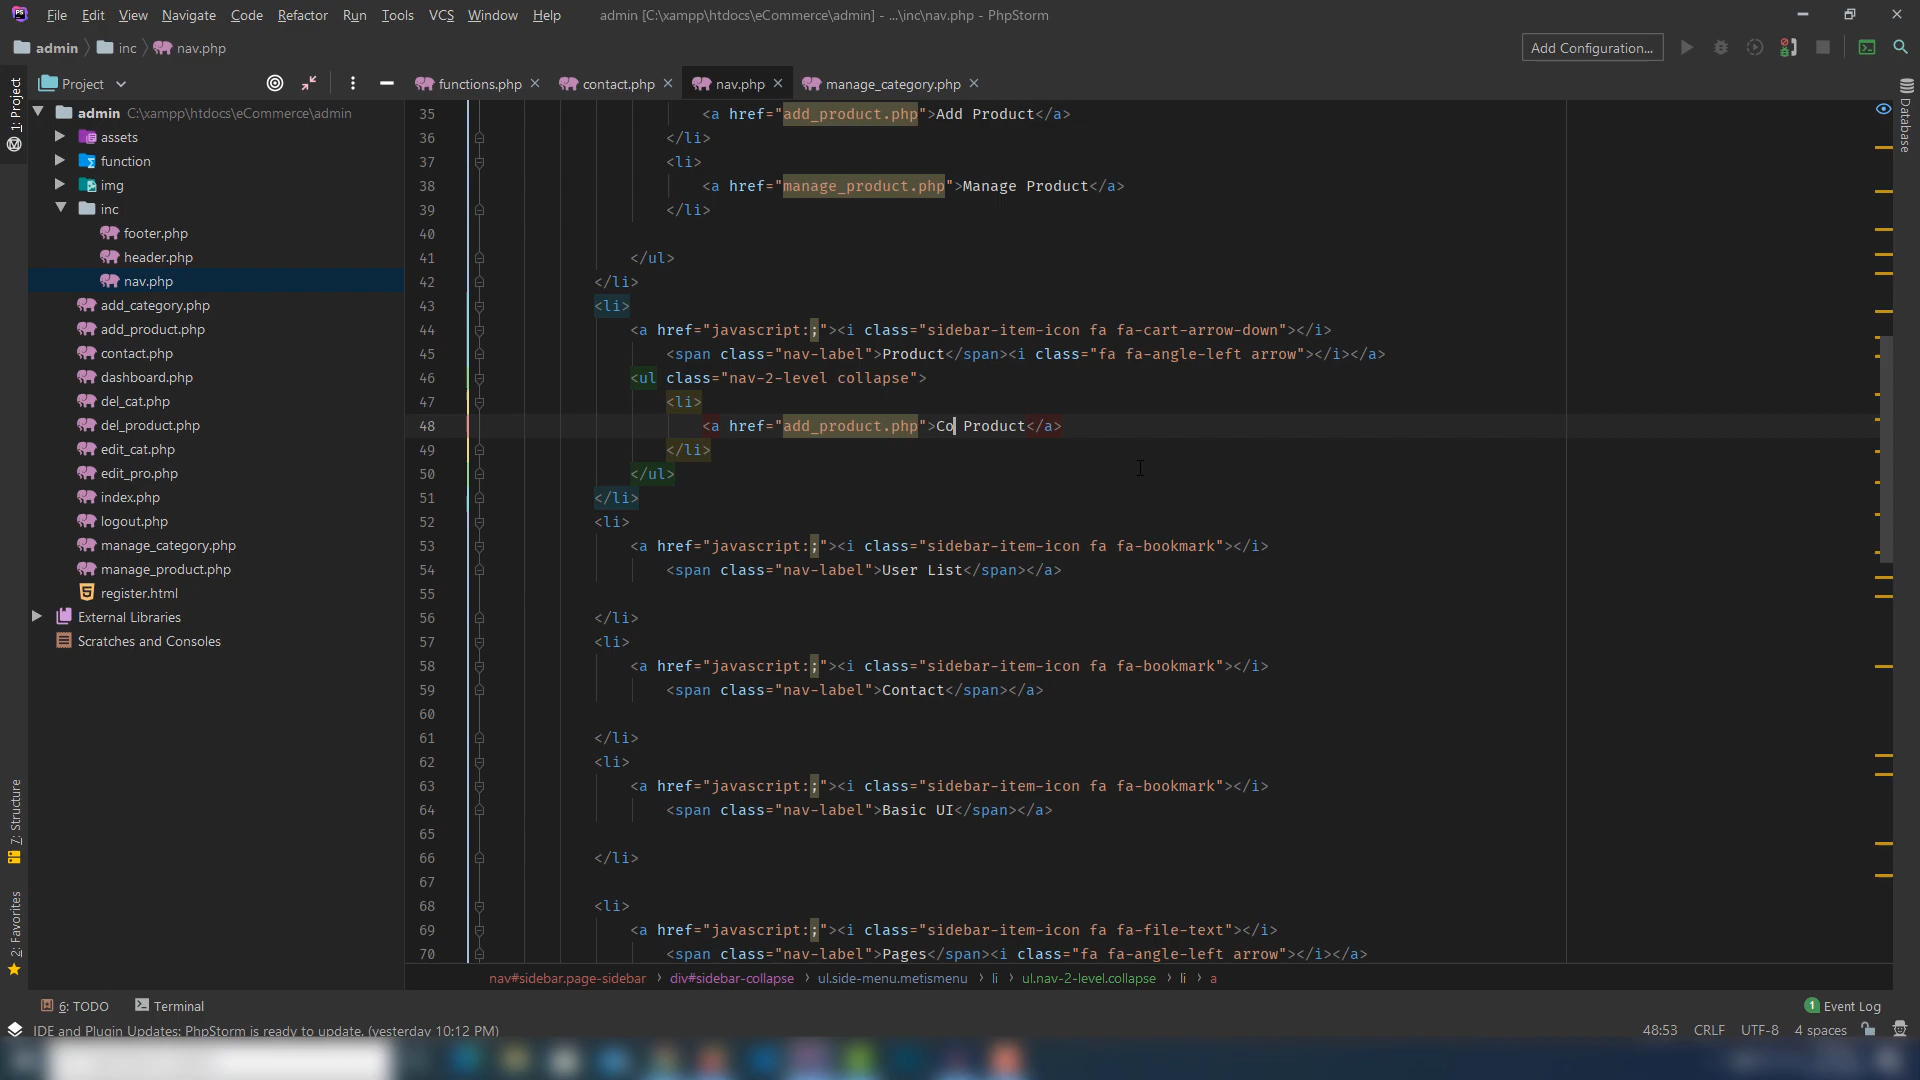 File Edit View Navigate Code Refactor Run Tools VCS Window Help admin [C:\xampp\htdocs\eCommerce\admin] - ...\inc\nav.php - PhpStorm
admin inc nav.php Add Configuration...
Project functions.php contact.php nav.php manage_category.php
1: Project
Database
admin C:\xampp\htdocs\eCommerce\admin
assets
function
img
inc
footer.php
header.php
nav.php
add_category.php
add_product.php
contact.php
dashboard.php
del_cat.php
del_product.php
edit_cat.php
edit_pro.php
index.php
logout.php
manage_category.php
manage_product.php
register.html
External Libraries
Scratches and Consoles
7: Structure
2: Favorites
35 <a href="add_product.php">Add Product</a>
36 </li>
37 <li>
38 <a href="manage_product.php">Manage Product</a>
39 </li>
40
41 </ul>
42 </li>
43 <li>
44 <a href="javascript:;"><i class="sidebar-item-icon fa fa-cart-arrow-down"></i>
45 <span class="nav-label">Product</span><i class="fa fa-angle-left arrow"></i></a>
46 <ul class="nav-2-level collapse">
47 <li>
48 <a href="add_product.php">Co Product</a>
49 </li>
50 </ul>
51 </li>
52 <li>
53 <a href="javascript:;"><i class="sidebar-item-icon fa fa-bookmark"></i>
54 <span class="nav-label">User List</span></a>
55
56 </li>
57 <li>
58 <a href="javascript:;"><i class="sidebar-item-icon fa fa-bookmark"></i>
59 <span class="nav-label">Contact</span></a>
60
61 </li>
62 <li>
63 <a href="javascript:;"><i class="sidebar-item-icon fa fa-bookmark"></i>
64 <span class="nav-label">Basic UI</span></a>
65
66 </li>
67
68 <li>
69 <a href="javascript:;"><i class="sidebar-item-icon fa fa-file-text"></i>
70 <span class="nav-label">Pages</span><i class="fa fa-angle-left arrow"></i></a>
nav#sidebar.page-sidebar div#sidebar-collapse ul.side-menu.metismenu li ul.nav-2-level.collapse li a
6: TODO Terminal 1 Event Log
IDE and Plugin Updates: PhpStorm is ready to update. (yesterday 10:12 PM) 48:53 CRLF UTF-8 4 spaces